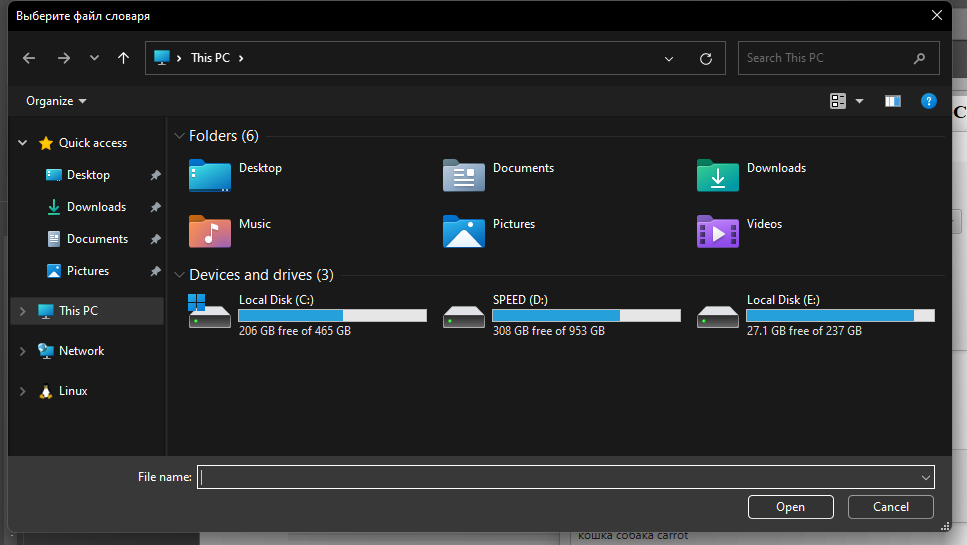 Выберите файл словаря
This PC
Search This PC
Organize
?
C
Quick access
Desktop
Downloads
Documents
Pictures
This PC
Network
Linux
Folders (6)
Desktop
Documents
Downloads
Music
Pictures
Videos
Devices and drives (3)
Local Disk (C:)
206 GB free of 465 GB
SPEED (D:)
308 GB free of 953 GB
Local Disk (E:)
27.1 GB free of 237 GB
File name:
Open
Cancel
кошка собака carrot